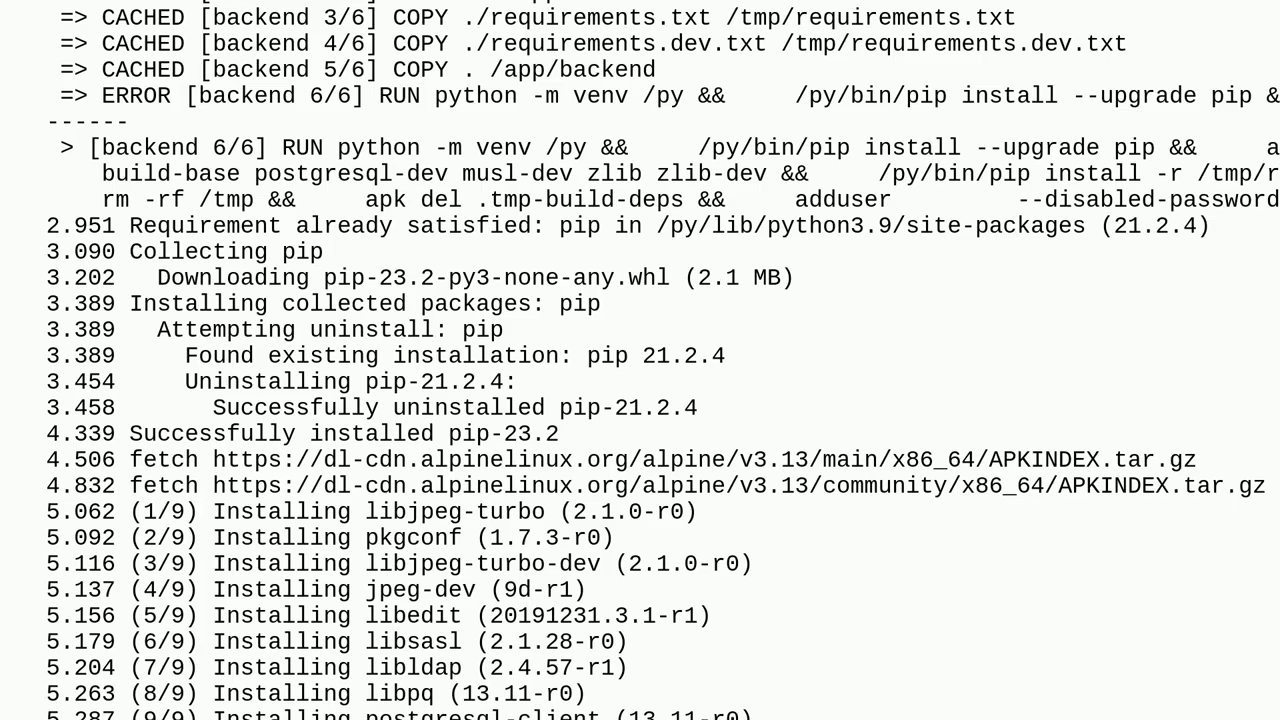 => CACHED [backend 3/6] COPY ./requirements.txt /tmp/requirements.txt
=> CACHED [backend 4/6] COPY ./requirements.dev.txt /tmp/requirements.dev.txt
=> CACHED [backend 5/6] COPY . /app/backend
=> ERROR [backend 6/6] RUN python -m venv /py &&     /py/bin/pip install --upgrade pip &
------
> [backend 6/6] RUN python -m venv /py &&     /py/bin/pip install --upgrade pip &&     a
build-base postgresql-dev musl-dev zlib zlib-dev &&     /py/bin/pip install -r /tmp/r
rm -rf /tmp &&     apk del .tmp-build-deps &&     adduser         --disabled-password
2.951 Requirement already satisfied: pip in /py/lib/python3.9/site-packages (21.2.4)
3.090 Collecting pip
3.202   Downloading pip-23.2-py3-none-any.whl (2.1 MB)
3.389 Installing collected packages: pip
3.389   Attempting uninstall: pip
3.389     Found existing installation: pip 21.2.4
3.454     Uninstalling pip-21.2.4:
3.458       Successfully uninstalled pip-21.2.4
4.339 Successfully installed pip-23.2
4.506 fetch https://dl-cdn.alpinelinux.org/alpine/v3.13/main/x86_64/APKINDEX.tar.gz
4.832 fetch https://dl-cdn.alpinelinux.org/alpine/v3.13/community/x86_64/APKINDEX.tar.gz
5.062 (1/9) Installing libjpeg-turbo (2.1.0-r0)
5.092 (2/9) Installing pkgconf (1.7.3-r0)
5.116 (3/9) Installing libjpeg-turbo-dev (2.1.0-r0)
5.137 (4/9) Installing jpeg-dev (9d-r1)
5.156 (5/9) Installing libedit (20191231.3.1-r1)
5.179 (6/9) Installing libsasl (2.1.28-r0)
5.204 (7/9) Installing libldap (2.4.57-r1)
5.263 (8/9) Installing libpq (13.11-r0)
5.287 (9/9) Installing postgresql-client (13.11-r0)